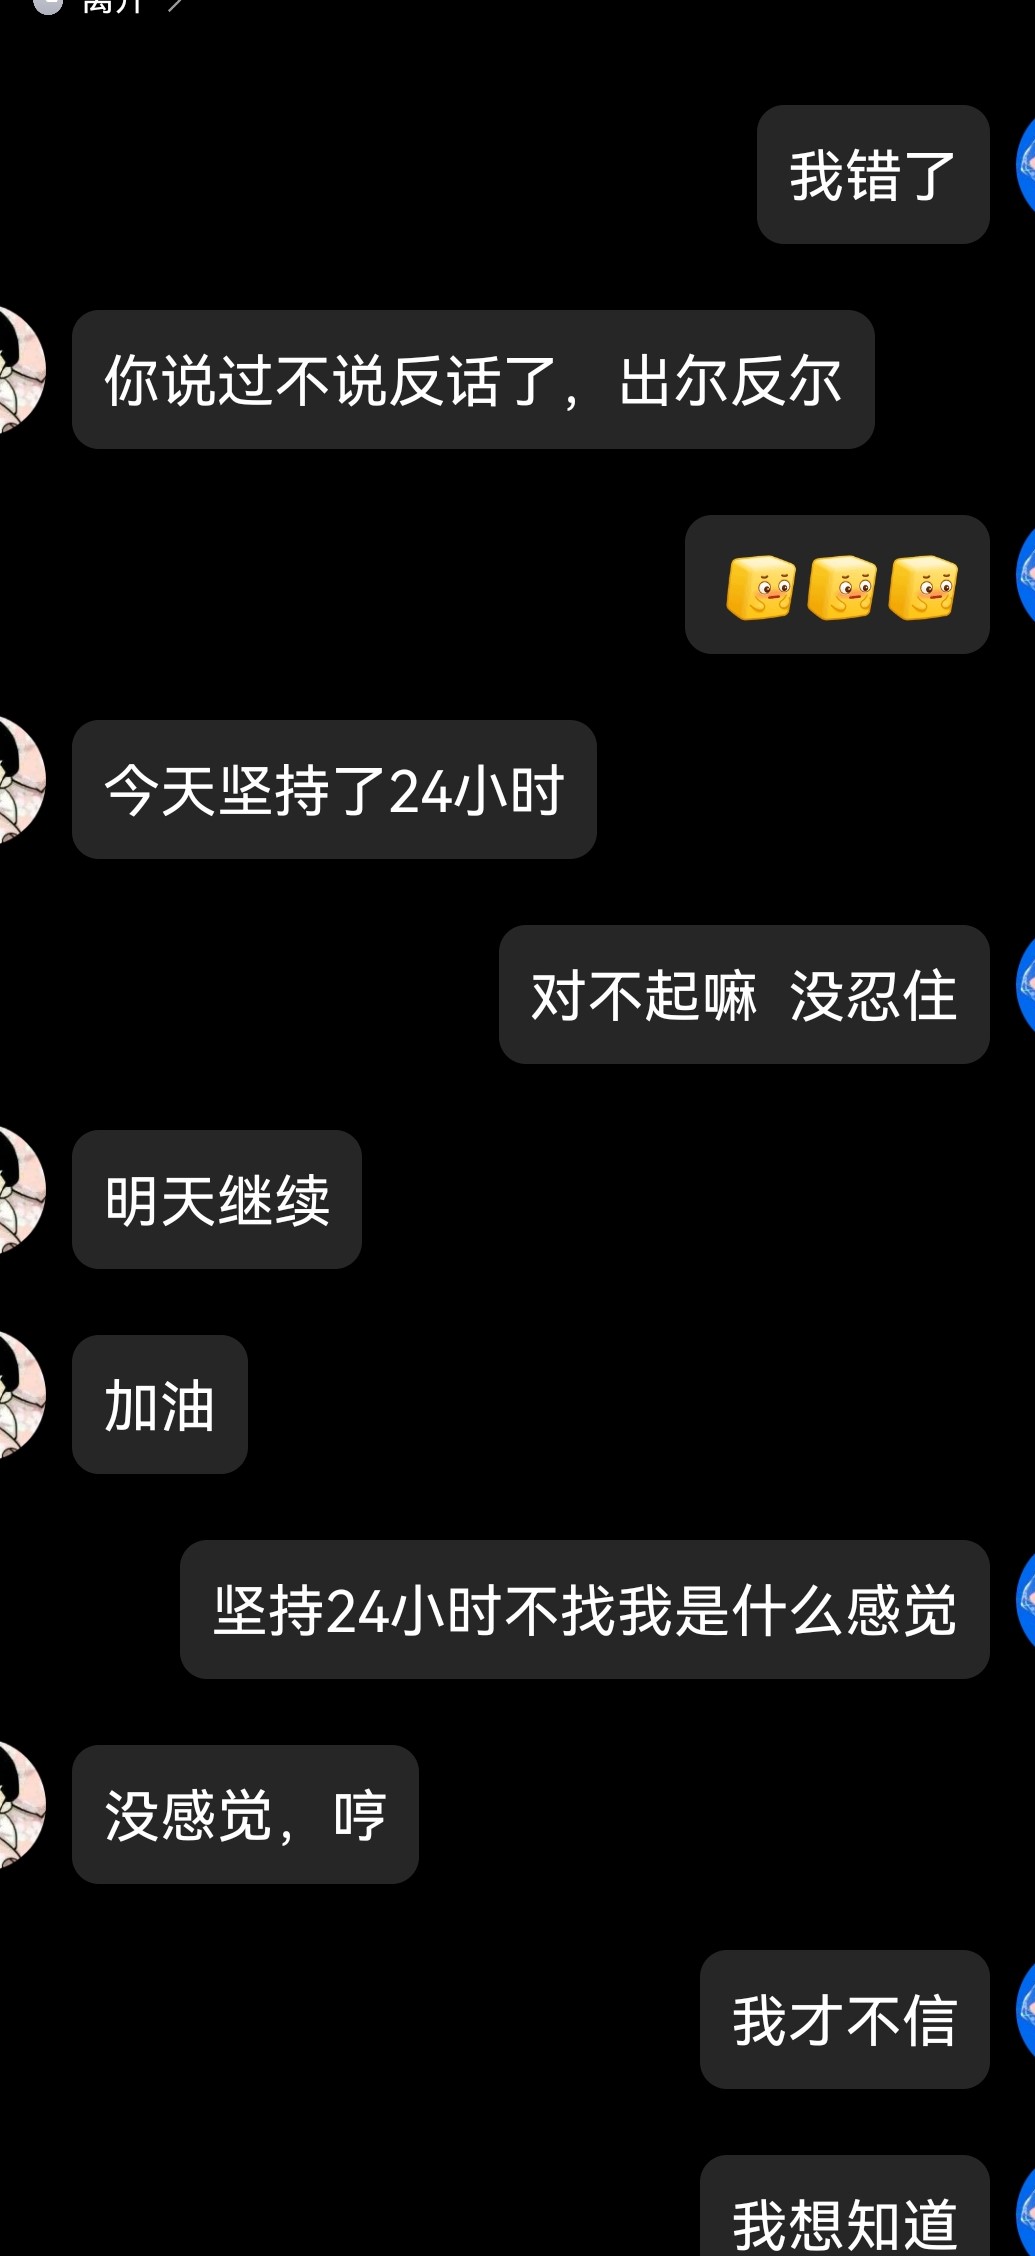 离开
我错了
你说过不说反话了，出尔反尔
今天坚持了24小时
对不起嘛 没忍住
明天继续
加油
坚持24小时不找我是什么感觉
没感觉，哼
我才不信
我想知道